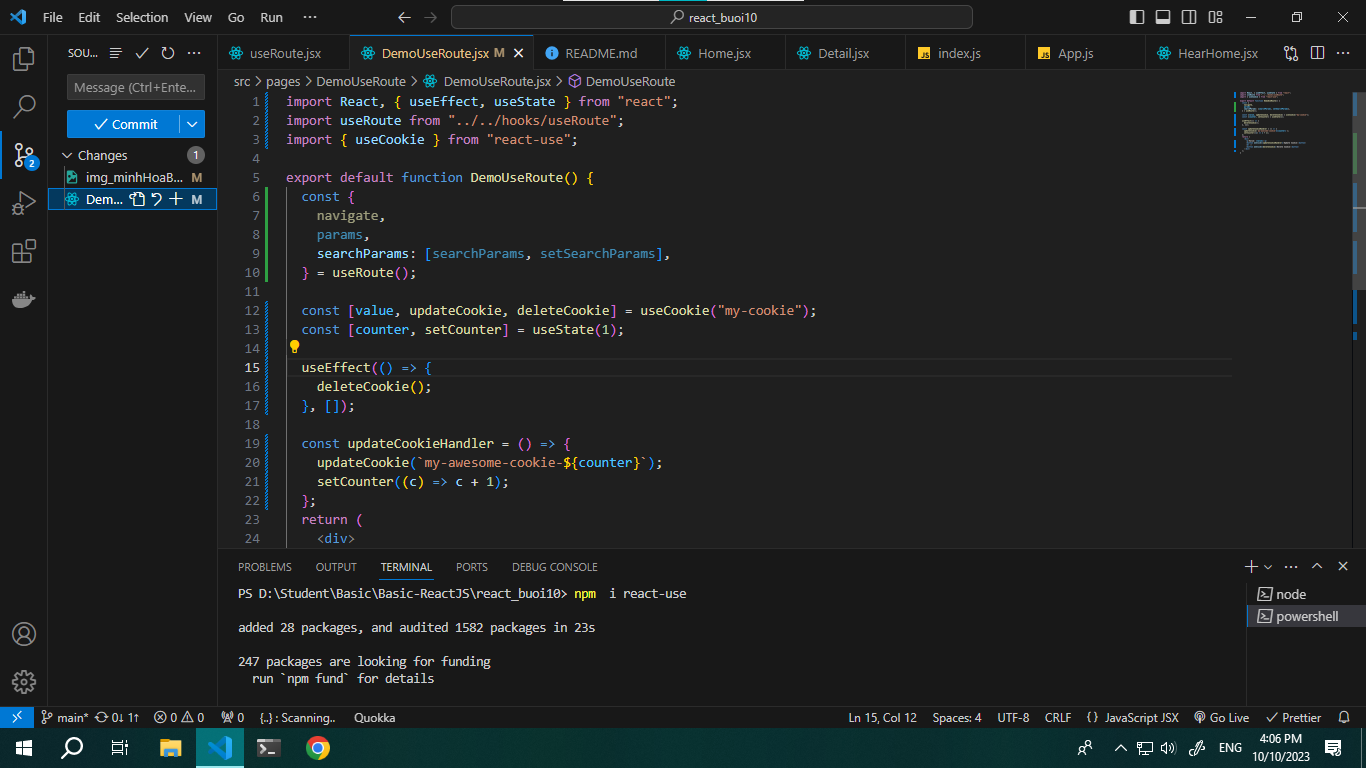 File Edit Selection View Go Run ··· react_buoi10
SOU...
Message (Ctrl+Ente...
Commit
Changes 1
img_minhHoaB... M
Dem... M
2
useRoute.jsx DemoUseRoute.jsx M README.md Home.jsx Detail.jsx JS index.js JS App.js HearHome.jsx
src > pages > DemoUseRoute > DemoUseRoute.jsx > DemoUseRoute
1 import React, { useEffect, useState } from "react";
2 import useRoute from "../../hooks/useRoute";
3 import { useCookie } from "react-use";
4
5 export default function DemoUseRoute() {
6 const {
7 navigate,
8 params,
9 searchParams: [searchParams, setSearchParams],
10 } = useRoute();
11
12 const [value, updateCookie, deleteCookie] = useCookie("my-cookie");
13 const [counter, setCounter] = useState(1);
14
15 useEffect(() => {
16 deleteCookie();
17 }, []);
18
19 const updateCookieHandler = () => {
20 updateCookie(`my-awesome-cookie-${counter}`);
21 setCounter((c) => c + 1);
22 };
23 return (
24 <div>
PROBLEMS OUTPUT TERMINAL PORTS DEBUG CONSOLE
PS D:\Student\Basic\Basic-ReactJS\react_buoi10> npm  i react-use
added 28 packages, and audited 1582 packages in 23s
247 packages are looking for funding
run `npm fund` for details
node
powershell
main* 0↓ 1↑ 0 0 0 {..} : Scanning.. Quokka Ln 15, Col 12 Spaces: 4 UTF-8 CRLF {} JavaScript JSX Go Live Prettier
ENG 4:06 PM
10/10/2023